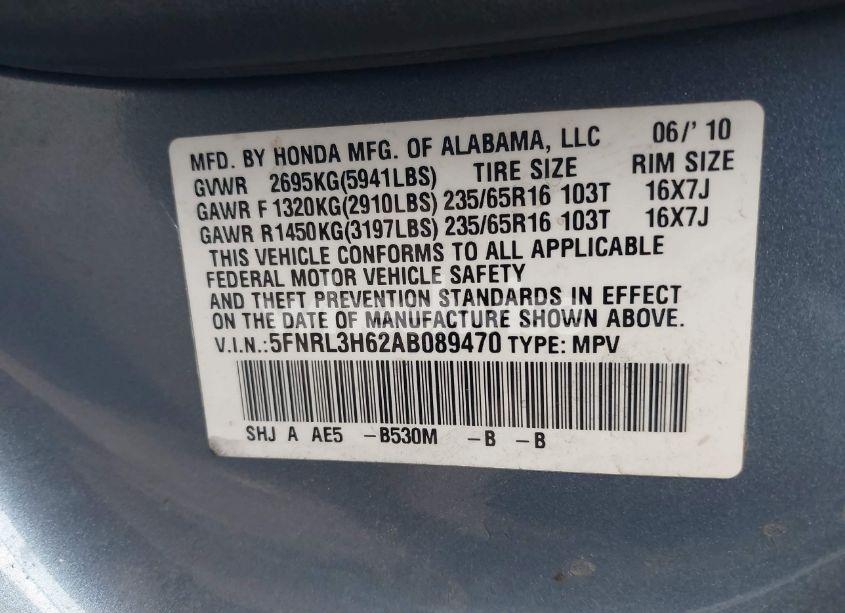 MFD. BY HONDA MFG. OF ALABAMA, LLC 06/' 10
GVWR 2695KG(5941LBS) TIRE SIZE RIM SIZE
GAWR F 1320KG(2910LBS) 235/65R16 103T 16X7J
GAWR R1450KG(3197LBS) 235/65R16 103T 16X7J
THIS VEHICLE CONFORMS TO ALL APPLICABLE
FEDERAL MOTOR VEHICLE SAFETY
AND THEFT PREVENTION STANDARDS IN EFFECT
ON THE DATE OF MANUFACTURE SHOWN ABOVE.
V.I.N.:5FNRL3H62AB089470 TYPE: MPV
SHJ A AE5 -B530M -B -B